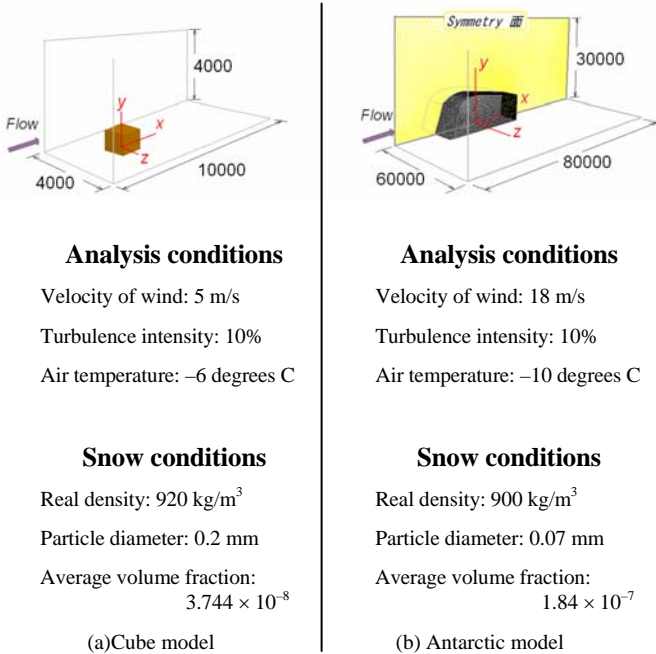 4000
y
x
z
Flow
4000
10000
Analysis conditions
Velocity of wind: 5 m/s
Turbulence intensity: 10%
Air temperature: –6 degrees C
Snow conditions
Real density: 920 kg/m³
Particle diameter: 0.2 mm
Average volume fraction:
3.744 × 10⁻⁸
(a)Cube model
Symmetry 面
30000
y
x
z
Flow
60000
80000
Analysis conditions
Velocity of wind: 18 m/s
Turbulence intensity: 10%
Air temperature: –10 degrees C
Snow conditions
Real density: 900 kg/m³
Particle diameter: 0.07 mm
Average volume fraction:
1.84 × 10⁻⁷
(b) Antarctic model